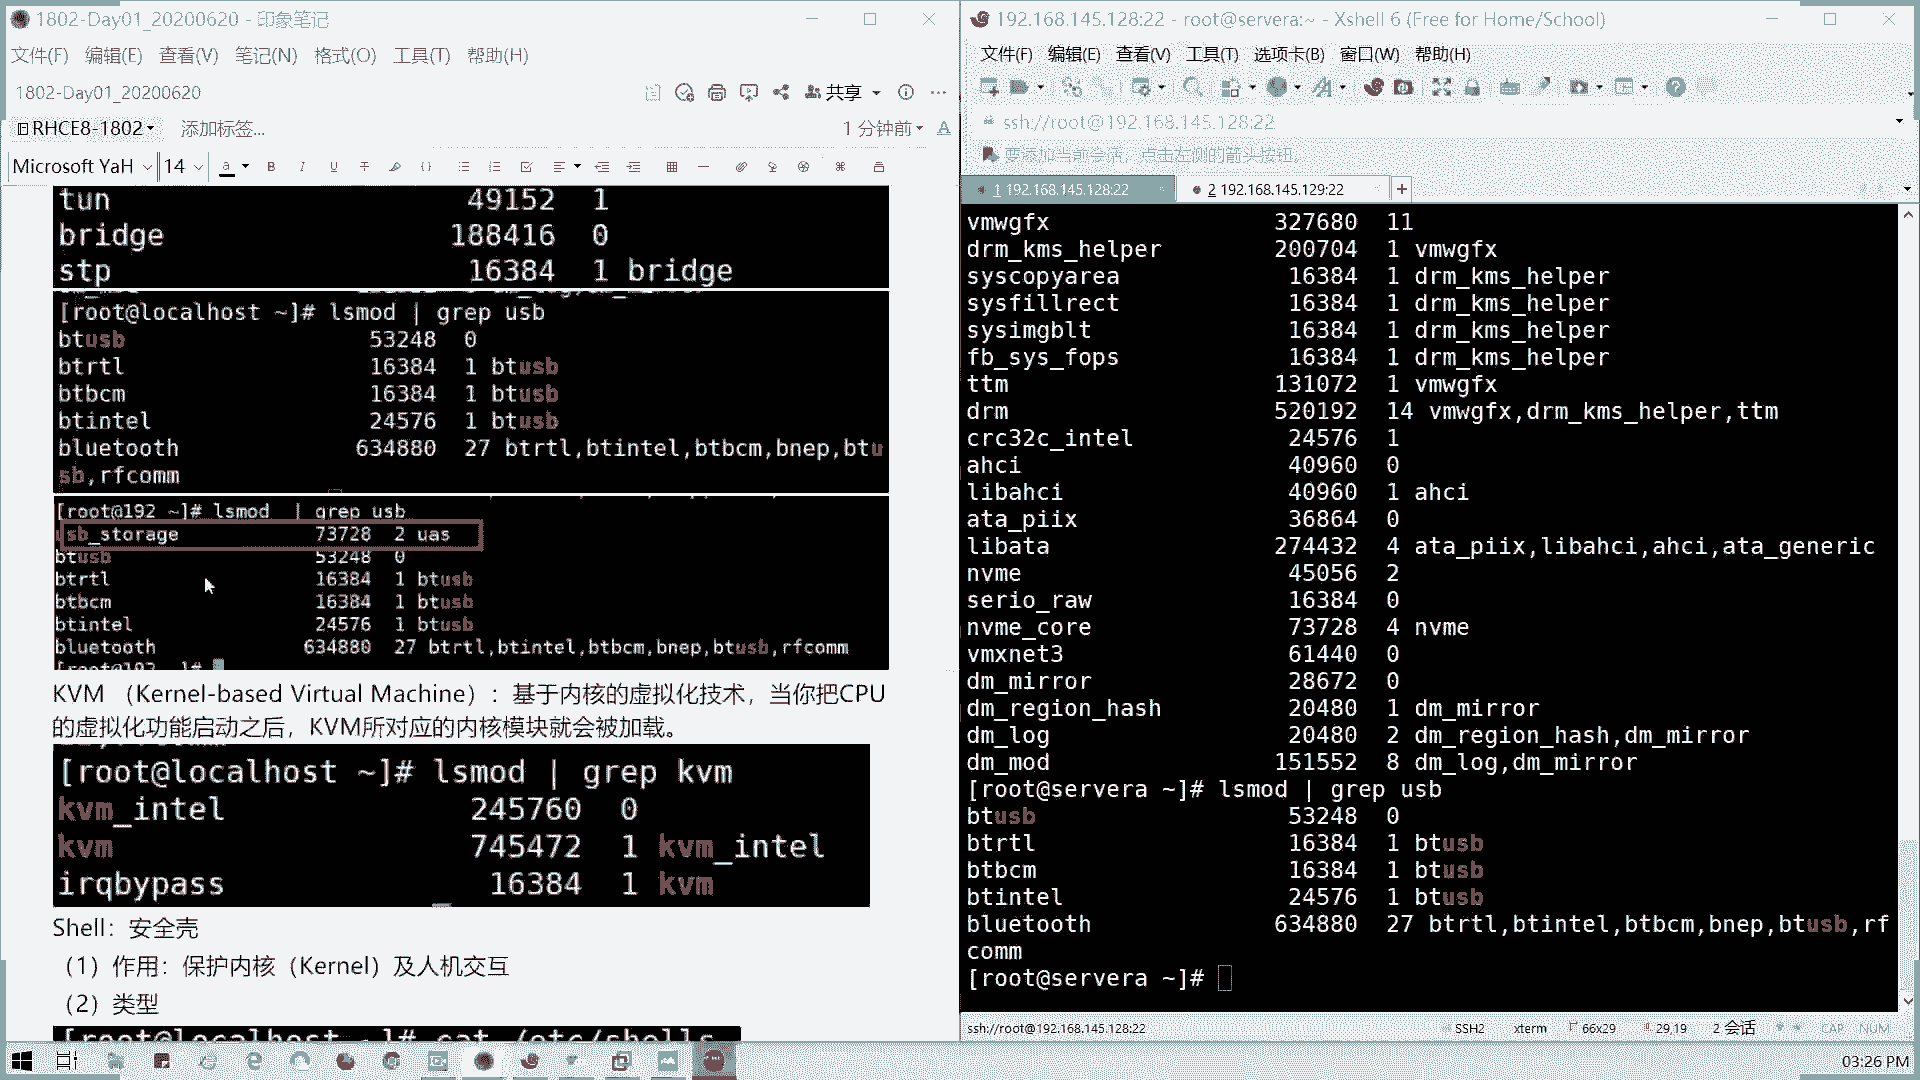 1802-Day01_20200620 - 印象笔记
文件(F) 编辑(E) 查看(V) 笔记(N) 格式(O) 工具(T) 帮助(H)
1802-Day01_20200620
共享
RHCE8-1802 添加标签...
1 分钟前
Microsoft YaH 14
tun 49152 1
bridge 188416 0
stp 16384 1 bridge
[root@localhost ~]# lsmod | grep usb
btusb 53248 0
btrtl 16384 1 btusb
btbcm 16384 1 btusb
btintel 24576 1 btusb
bluetooth 634880 27 btrtl,btintel,btbcm,bnep,btu
sb,rfcomm
[root@192 ~]# lsmod | grep usb
usb_storage 73728 2 uas
btusb 53248 0
btrtl 16384 1 btusb
btbcm 16384 1 btusb
btintel 24576 1 btusb
bluetooth 634880 27 btrtl,btintel,btbcm,bnep,btusb,rfcomm
[root@192 ~]#
KVM （Kernel-based Virtual Machine）：基于内核的虚拟化技术，当你把CPU
的虚拟化功能启动之后，KVM所对应的内核模块就会被加载。
[root@localhost ~]# lsmod | grep kvm
kvm_intel 245760 0
kvm 745472 1 kvm_intel
irqbypass 16384 1 kvm
Shell：安全壳
（1）作用：保护内核（Kernel）及人机交互
（2）类型
[root@localhost ~]# cat /etc/shells
192.168.145.128:22 - root@servera:~ - Xshell 6 (Free for Home/School)
文件(F) 编辑(E) 查看(V) 工具(T) 选项卡(B) 窗口(W) 帮助(H)
ssh://root@192.168.145.128:22
要添加当前会话，点击左侧的箭头按钮。
1 192.168.145.128:22
2 192.168.145.129:22
vmwgfx 327680 11
drm_kms_helper 200704 1 vmwgfx
syscopyarea 16384 1 drm_kms_helper
sysfillrect 16384 1 drm_kms_helper
sysimgblt 16384 1 drm_kms_helper
fb_sys_fops 16384 1 drm_kms_helper
ttm 131072 1 vmwgfx
drm 520192 14 vmwgfx,drm_kms_helper,ttm
crc32c_intel 24576 1
ahci 40960 0
libahci 40960 1 ahci
ata_piix 36864 0
libata 274432 4 ata_piix,libahci,ahci,ata_generic
nvme 45056 2
serio_raw 16384 0
nvme_core 73728 4 nvme
vmxnet3 61440 0
dm_mirror 28672 0
dm_region_hash 20480 1 dm_mirror
dm_log 20480 2 dm_region_hash,dm_mirror
dm_mod 151552 8 dm_log,dm_mirror
[root@servera ~]# lsmod | grep usb
btusb 53248 0
btrtl 16384 1 btusb
btbcm 16384 1 btusb
btintel 24576 1 btusb
bluetooth 634880 27 btrtl,btintel,btbcm,bnep,btusb,rf
comm
[root@servera ~]#
ssh://root@192.168.145.128:22 SSH2 xterm 66x29 29,19 2 会话 CAP NUM
03:26 PM